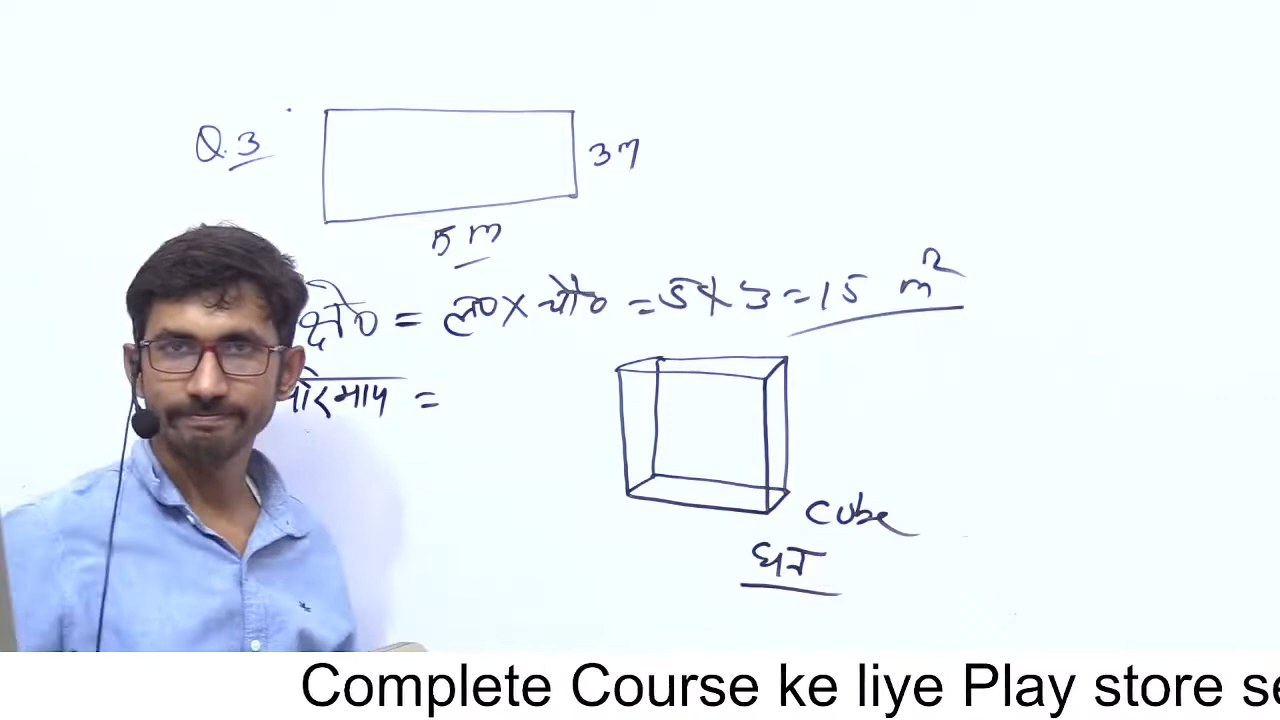 Q.3
3m
5 m
क्षे० = ल० × चौ० = 5 × 3 = 15 m²
परिमाप =
cube
घन
Complete Course ke liye Play store se